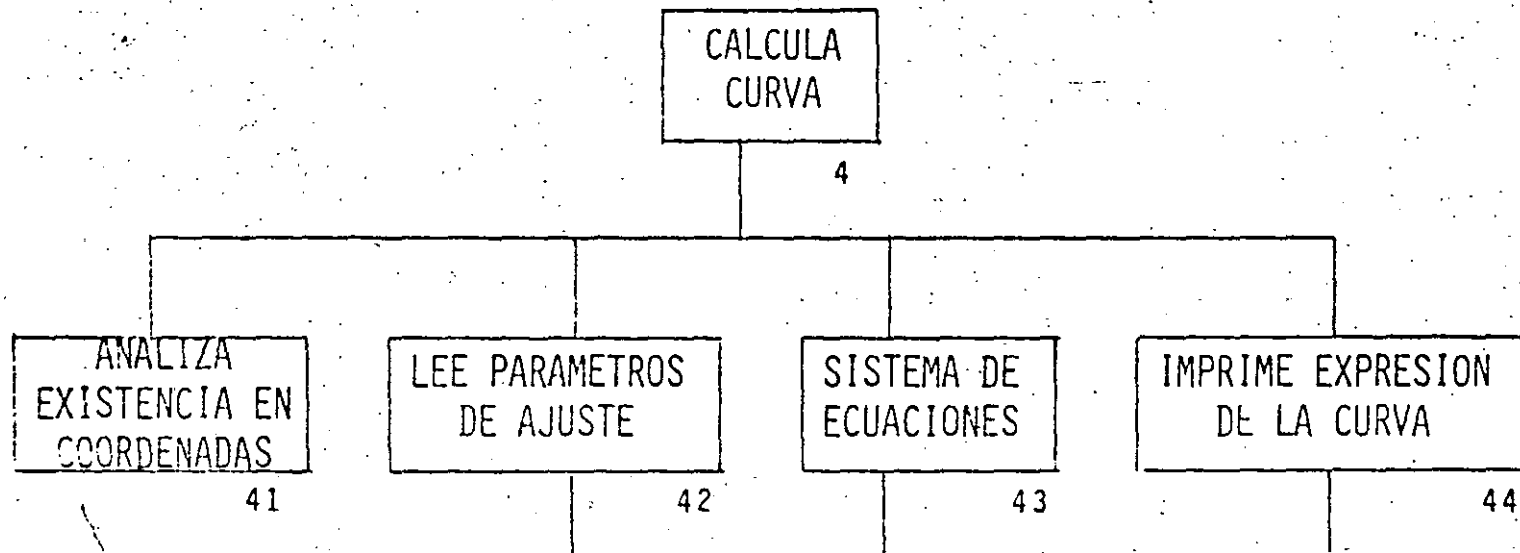 CALCULA
CURVA
4
ANALIZA
EXISTENCIA EN
COORDENADAS
41
LEE PARAMETROS
DE AJUSTE
42
SISTEMA DE
ECUACIONES
43
IMPRIME EXPRESION
DE LA CURVA
44